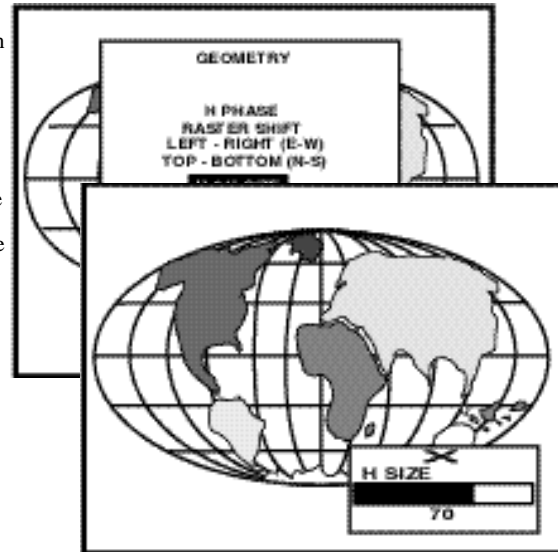 GEOMETRY
H PHASE
RASTER SHIFT
LEFT - RIGHT (E-W)
TOP - BOTTOM (N-S)
H SIZE
70